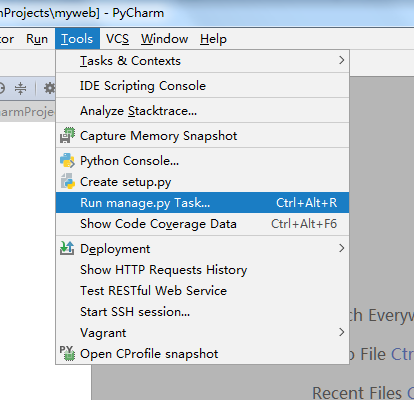 rmProjects\myweb] - PyCharm
tor Run Tools VCS Window Help
Tasks & Contexts
IDE Scripting Console
Analyze Stacktrace...
Capture Memory Snapshot
Python Console...
Create setup.py
Run manage.py Task... Ctrl+Alt+R
Show Code Coverage Data Ctrl+Alt+F6
Deployment
Show HTTP Requests History
Test RESTful Web Service
Start SSH session...
Vagrant
Open CProfile snapshot
armProje
ch Everyw
o File Ctr
Recent Files C